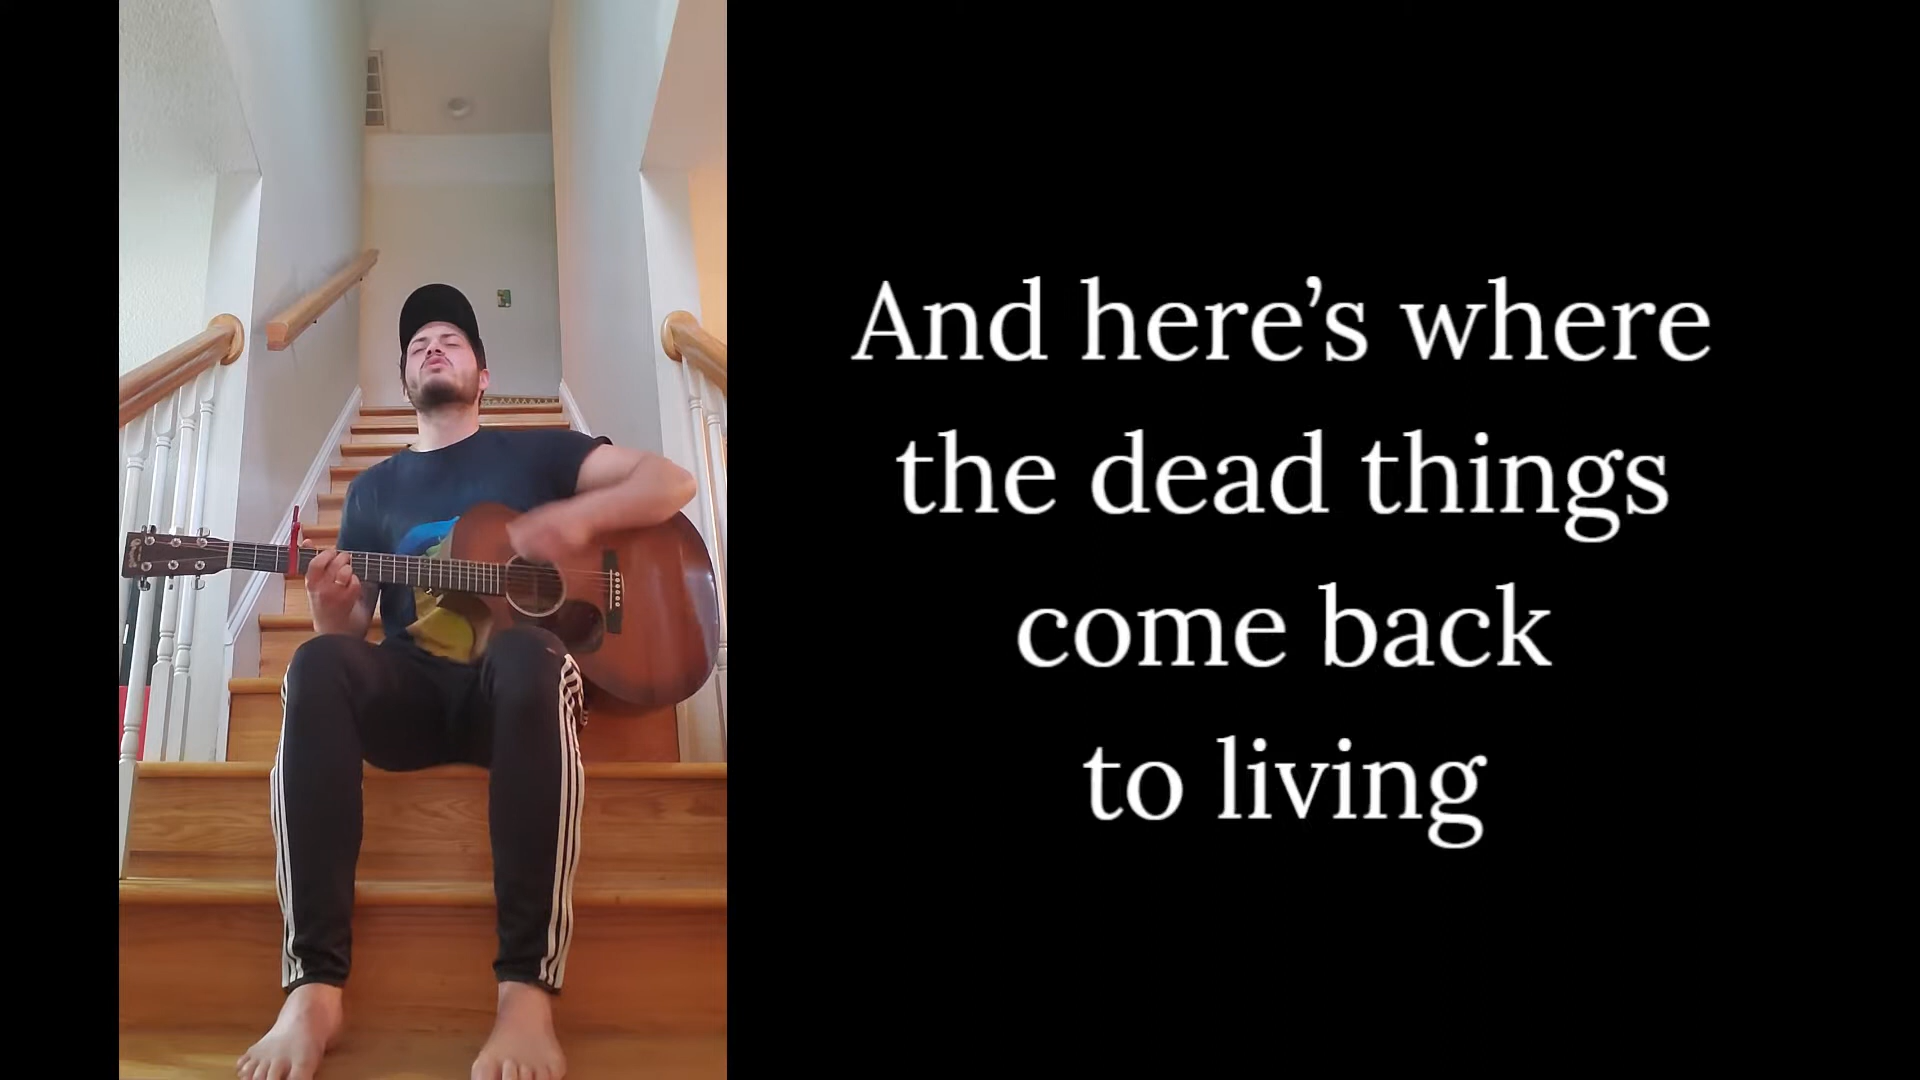 And here’s where
the dead things
come back
to living